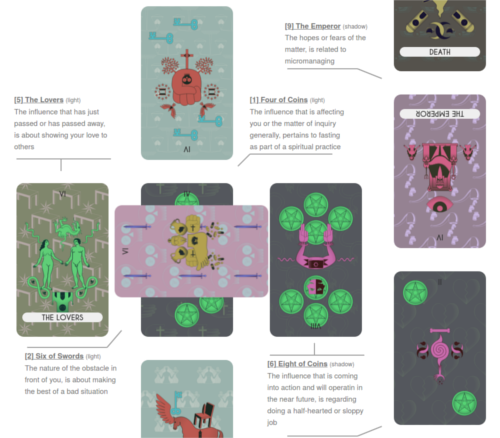 [9] The Emperor (shadow)
The hopes or fears of the
matter, is related to
micromanaging
DEATH
[5] The Lovers (light)
The influence that has just
passed or has passed away,
is about showing your love to
others
[1] Four of Coins (light)
The influence that is affecting
you or the matter of inquiry
generally, pertains to fasting
as part of a spiritual practice
IV
THE EMPEROR
IV
VI
THE LOVERS
IV
VI
VIII
[2] Six of Swords (light)
The nature of the obstacle in
front of you, is about making
the best of a bad situation
[6] Eight of Coins (shadow)
The influence that is coming
into action and will operatin in
the near future, is regarding
doing a half-hearted or sloppy
job
II